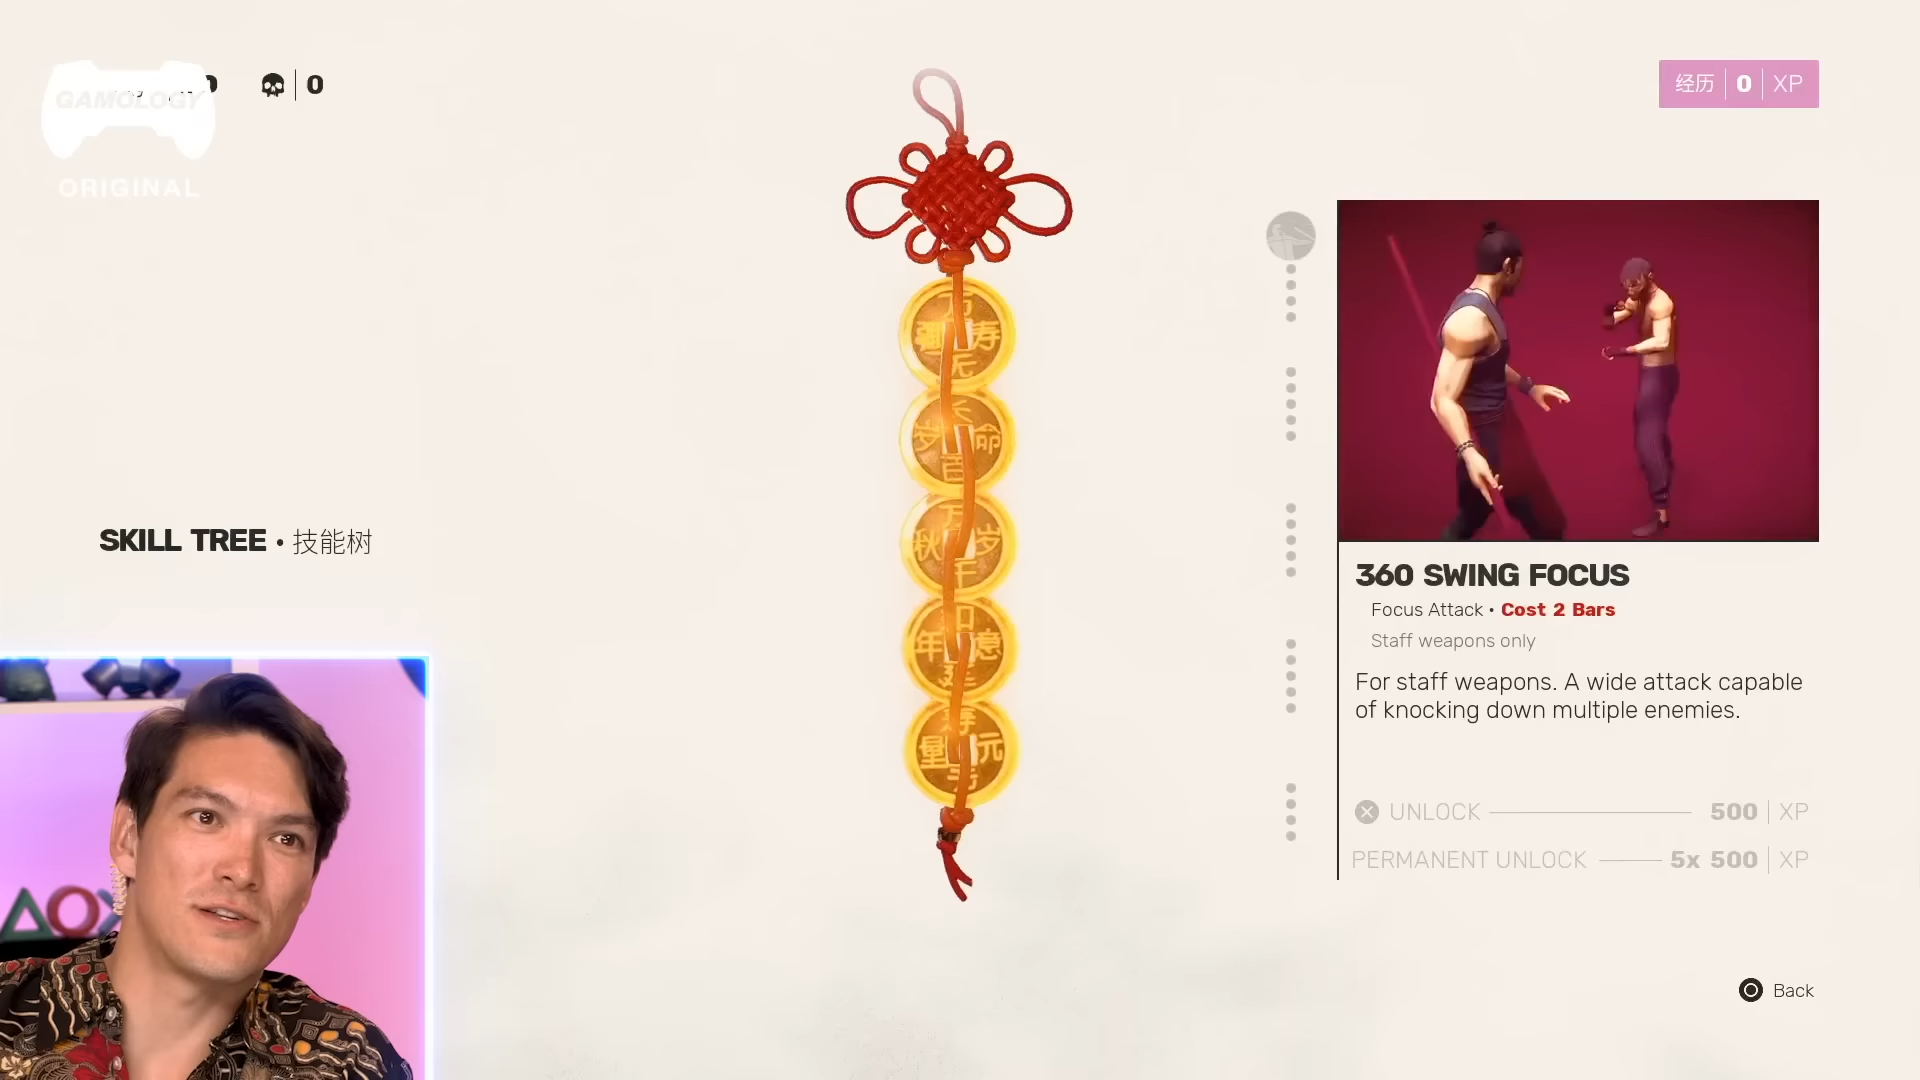 GAMOLOGY
ORIGINAL
0
经历 0 XP
SKILL TREE • 技能树
360 SWING FOCUS
Focus Attack • Cost 2 Bars
Staff weapons only
For staff weapons. A wide attack capable
of knocking down multiple enemies.
UNLOCK 500 XP
PERMANENT UNLOCK 5x 500 XP
Back